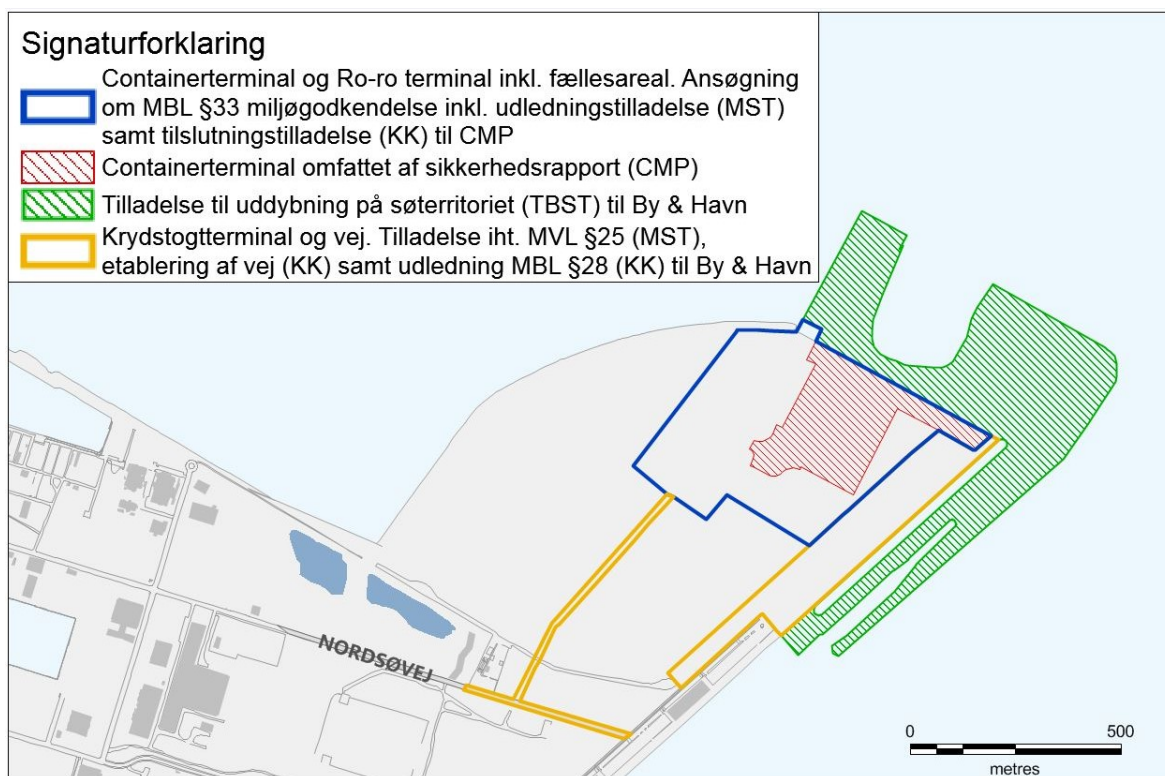 Signaturforklaring
Containerterminal og Ro-ro terminal inkl. fællesareal. Ansøgning
om MBL §33 miljøgodkendelse inkl. udledningstilladelse (MST)
samt tilslutningstilladelse (KK) til CMP
Containerterminal omfattet af sikkerhedsrapport (CMP)
Tilladelse til uddybning på søterritoriet (TBST) til By & Havn
Krydstogtterminal og vej. Tilladelse iht. MVL §25 (MST),
etablering af vej (KK) samt udledning MBL §28 (KK) til By & Havn
NORDSØVEJ
0 500
metres